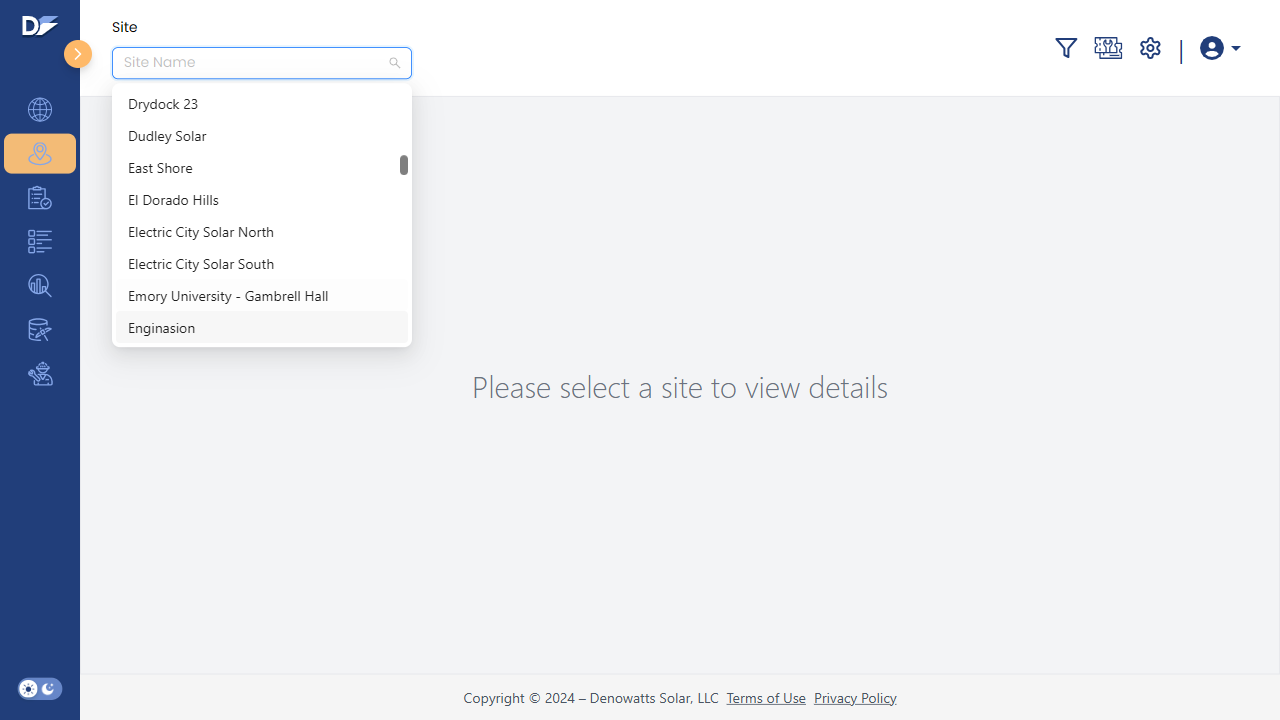 Site
Site Name
Drydock 23
Dudley Solar
East Shore
El Dorado Hills
Electric City Solar North
Electric City Solar South
Emory University - Gambrell Hall
Enginasion
Please select a site to view details
Copyright © 2024 – Denowatts Solar, LLC Terms of Use Privacy Policy